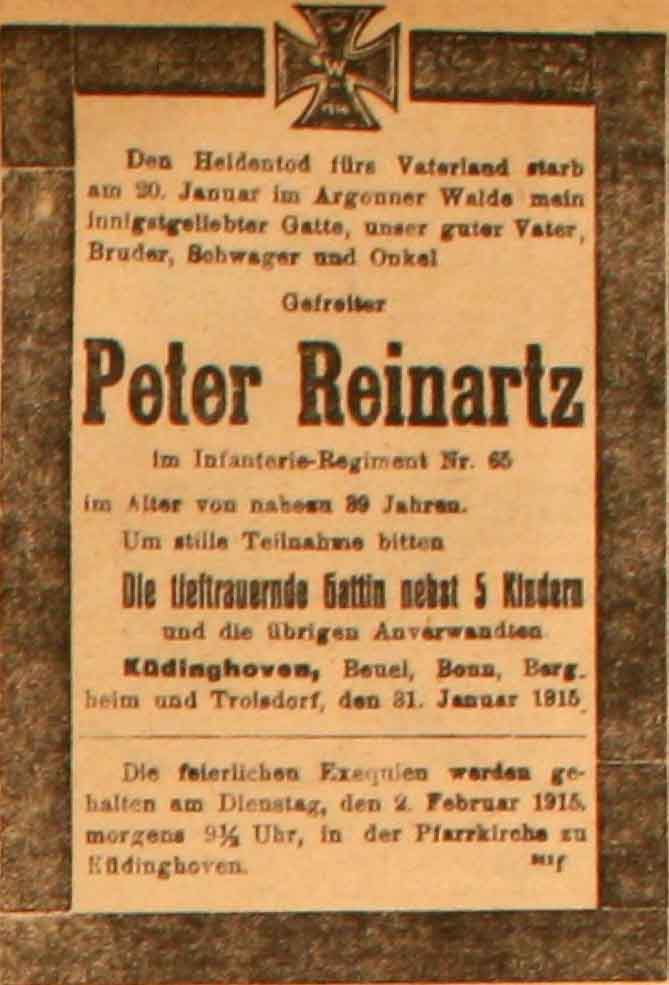 W
1914
Den Heldentod fürs Vaterland starb
am 20. Januar im Argonner Walde mein
innigstgeliebter Gatte, unser guter Vater,
Bruder, Schwager und Onkel
Gefreiter
Peter Reinartz
im Infanterie-Regiment Nr. 65
im Alter von nahezu 39 Jahren.
Um stille Teilnahme bitten
Die tieftrauernde Gattin nebst 5 Kindern
und die übrigen Anverwandten.
Küdinghoven, Beuel, Bonn, Berg-
heim und Troisdorf, den 31. Januar 1915.
Die feierlichen Exequien werden ge-
halten am Dienstag, den 2. Februar 1915,
morgens 9½ Uhr, in der Pfarrkirche zu
Küdinghoven.